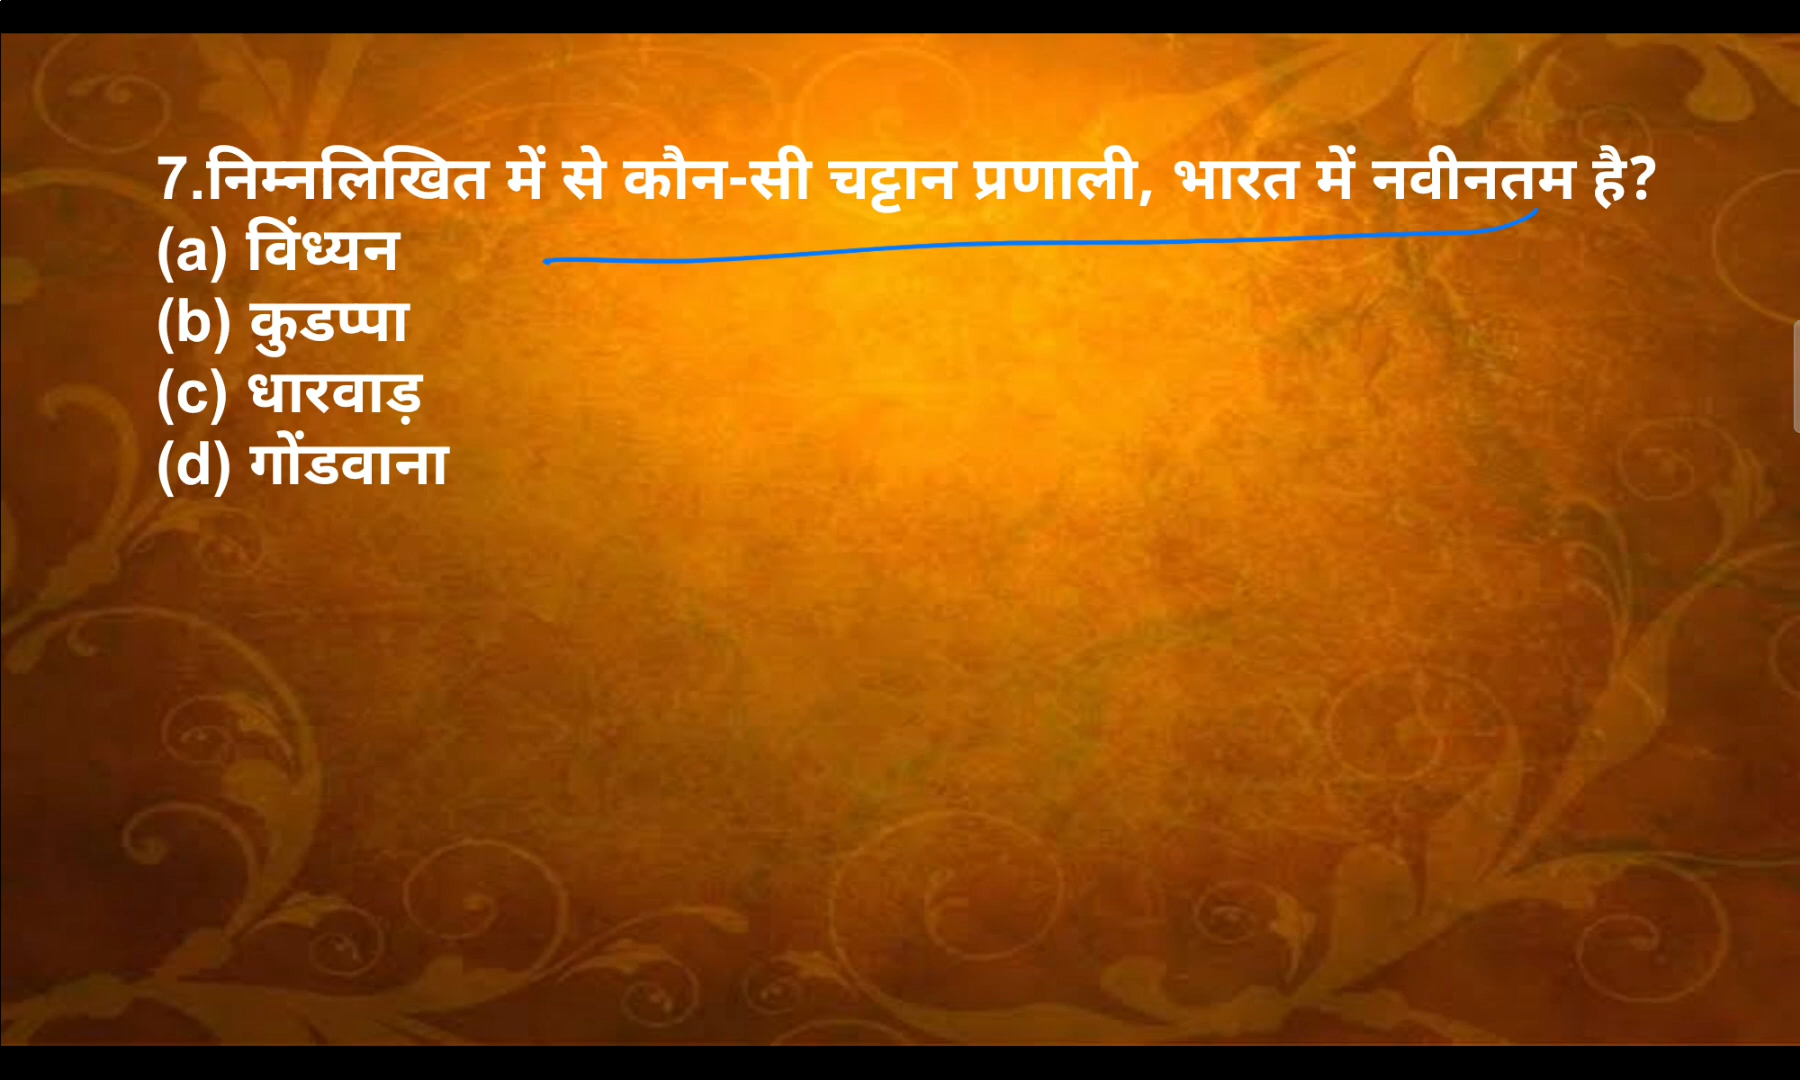 7.निम्नलिखित में से कौन-सी चट्टान प्रणाली, भारत में नवीनतम है?
(a) विंध्यन
(b) कुडप्पा
(c) धारवाड़
(d) गोंडवाना